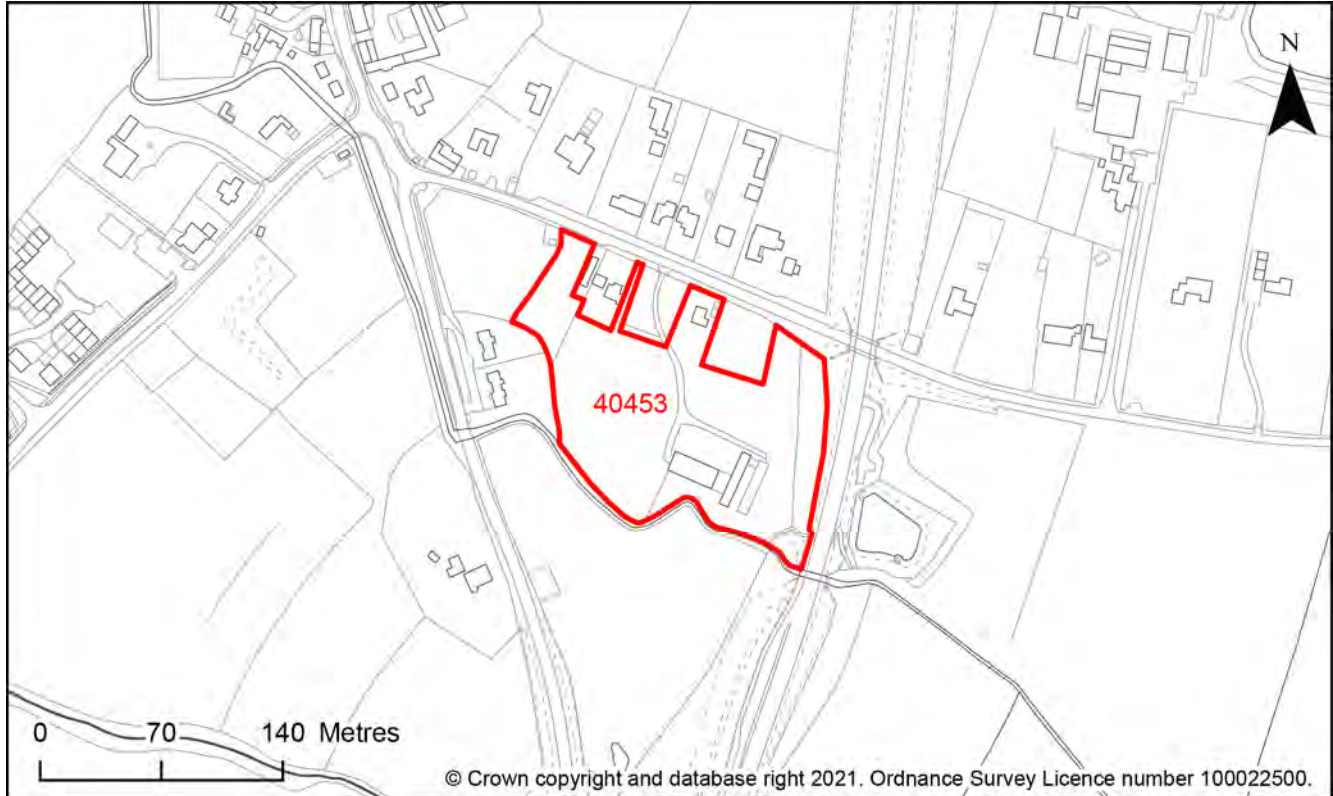 N
40453
0 70 140 Metres
© Crown copyright and database right 2021. Ordnance Survey Licence number 100022500.